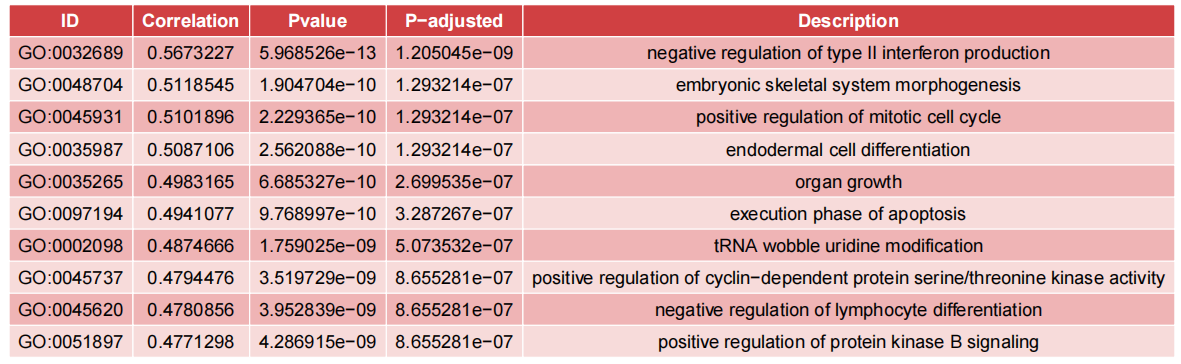 ID Correlation Pvalue P−adjusted Description
GO:0032689 0.5673227 5.968526e−13 1.205045e−09 negative regulation of type II interferon production
GO:0048704 0.5118545 1.904704e−10 1.293214e−07 embryonic skeletal system morphogenesis
GO:0045931 0.5101896 2.229365e−10 1.293214e−07 positive regulation of mitotic cell cycle
GO:0035987 0.5087106 2.562088e−10 1.293214e−07 endodermal cell differentiation
GO:0035265 0.4983165 6.685327e−10 2.699535e−07 organ growth
GO:0097194 0.4941077 9.768997e−10 3.287267e−07 execution phase of apoptosis
GO:0002098 0.4874666 1.759025e−09 5.073532e−07 tRNA wobble uridine modification
GO:0045737 0.4794476 3.519729e−09 8.655281e−07 positive regulation of cyclin−dependent protein serine/threonine kinase activity
GO:0045620 0.4780856 3.952839e−09 8.655281e−07 negative regulation of lymphocyte differentiation
GO:0051897 0.4771298 4.286915e−09 8.655281e−07 positive regulation of protein kinase B signaling